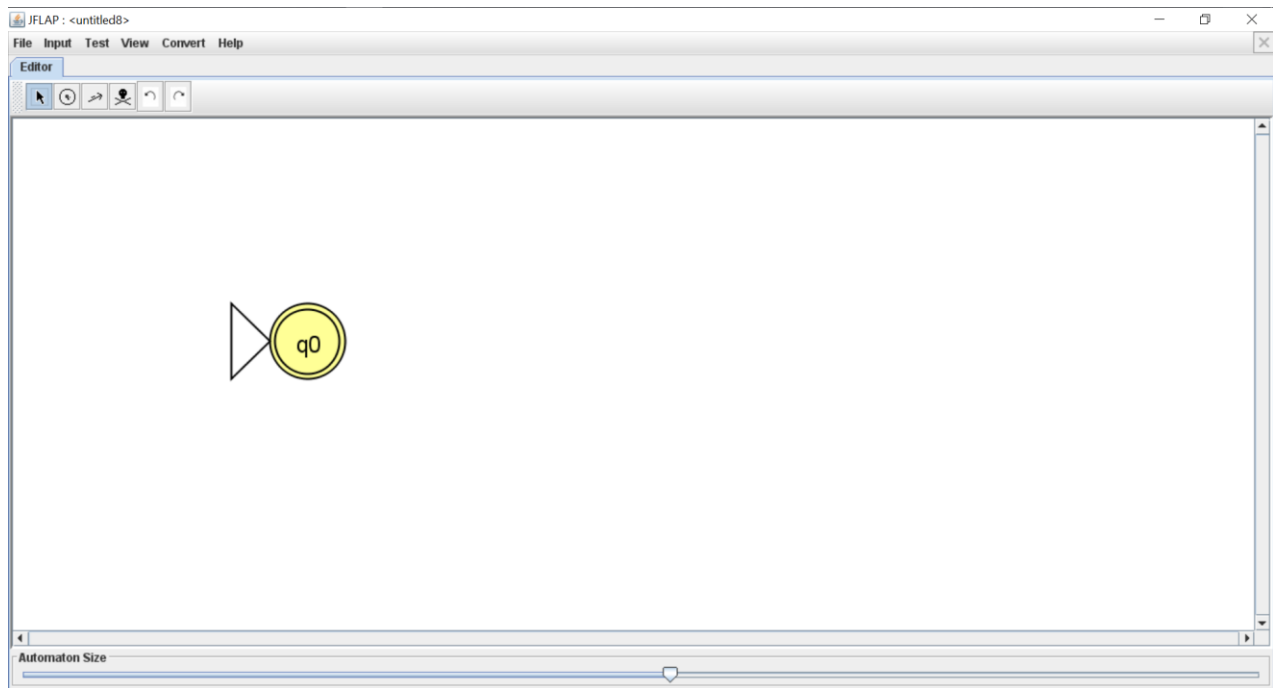 JFLAP : <untitled8>
File Input Test View Convert Help
Editor
q0
Automaton Size